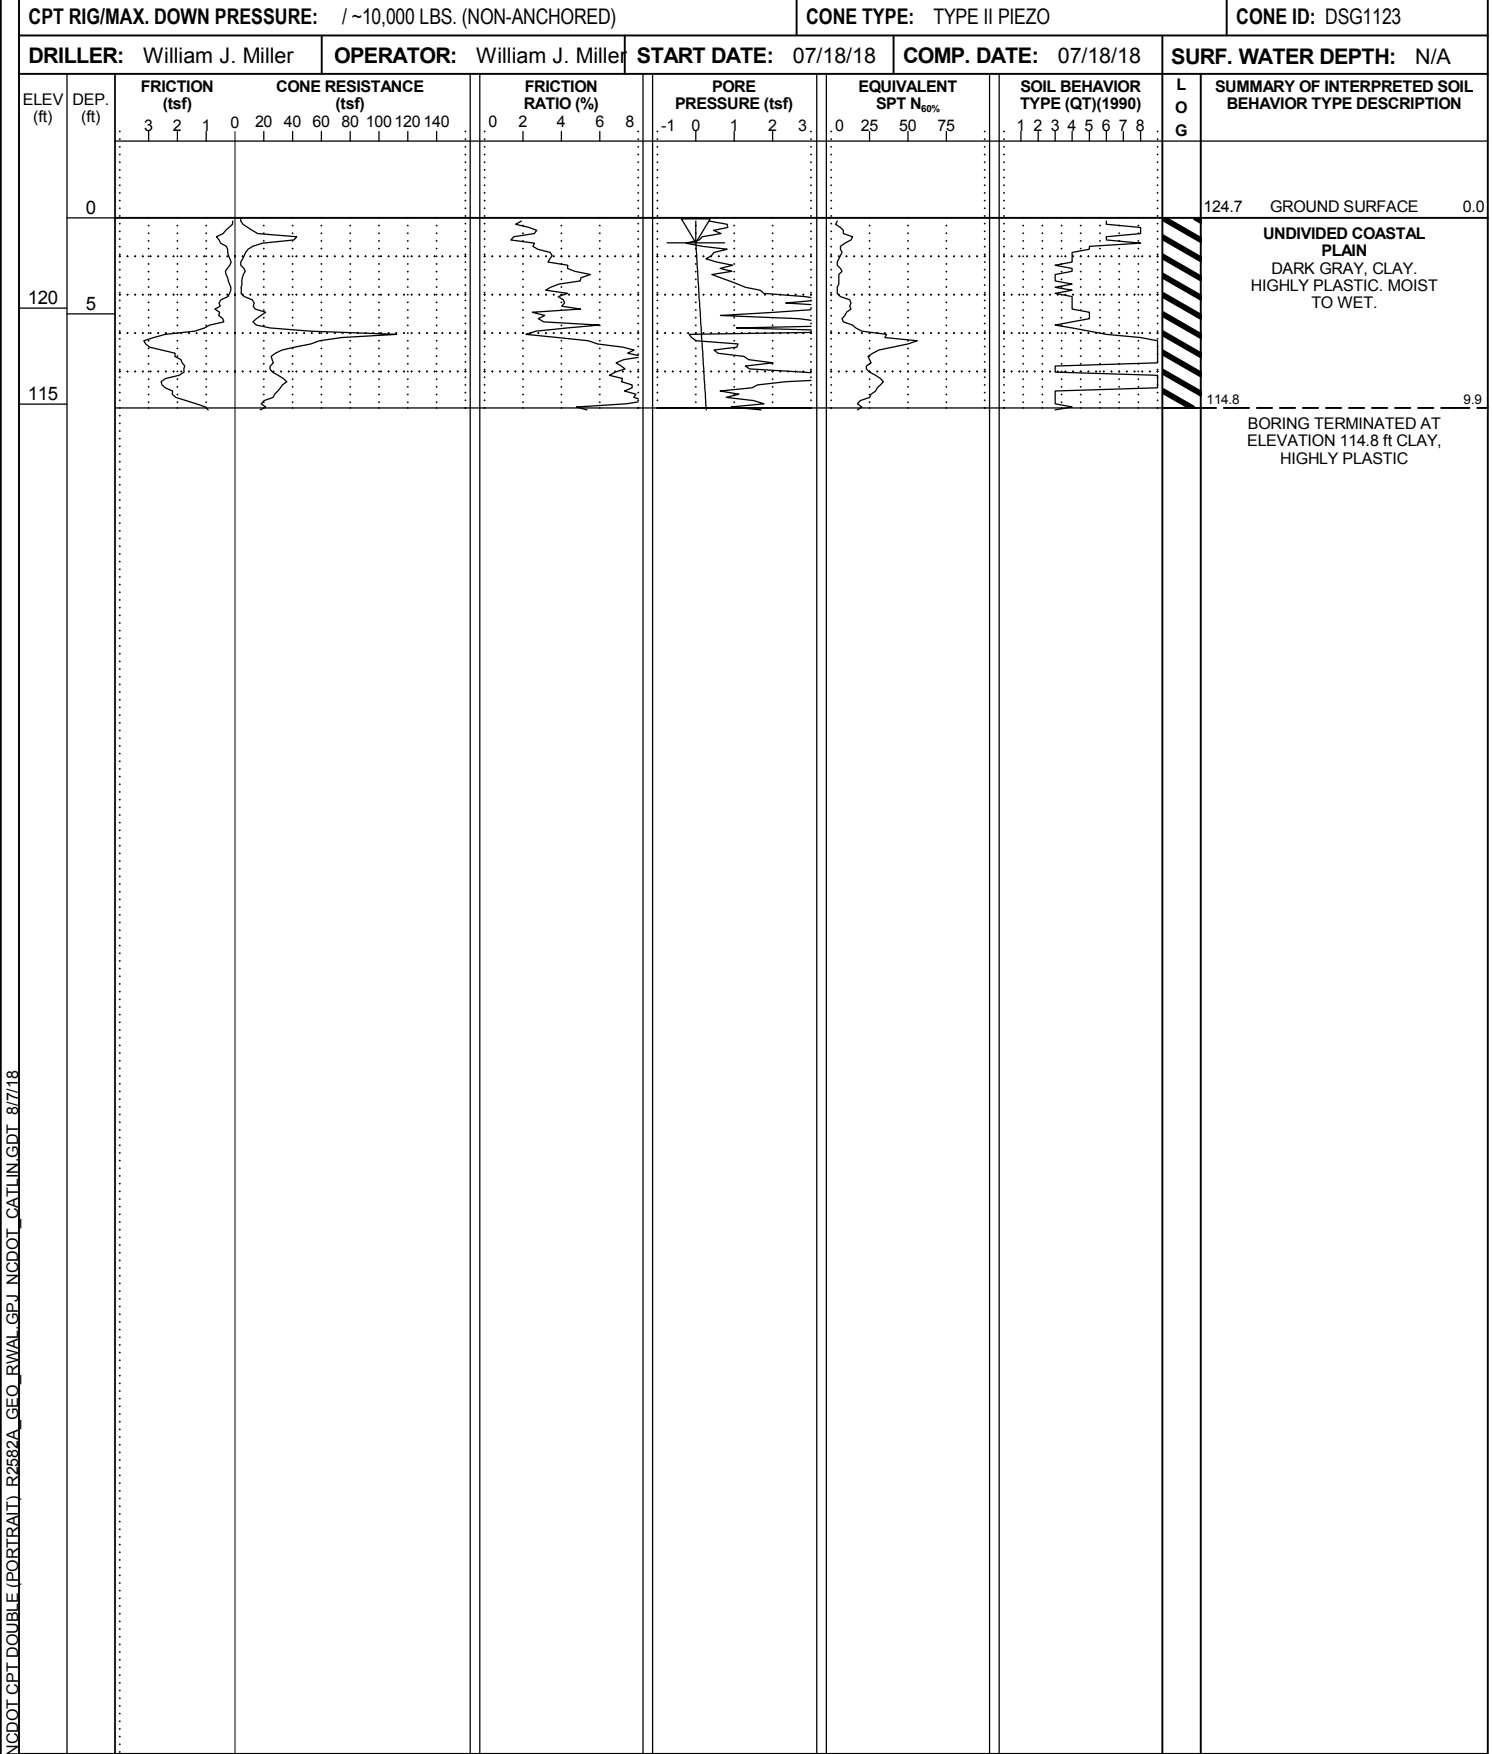 CPT RIG/MAX. DOWN PRESSURE: / ~10,000 LBS. (NON-ANCHORED) CONE TYPE: TYPE II PIEZO CONE ID: DSG1123
DRILLER: William J. Miller OPERATOR: William J. Miller START DATE: 07/18/18 COMP. DATE: 07/18/18 SURF. WATER DEPTH: N/A
ELEV (ft)
DEP. (ft)
FRICTION (tsf)
3 2 1 0
CONE RESISTANCE (tsf)
20 40 60 80 100 120 140
FRICTION RATIO (%)
0 2 4 6 8
PORE PRESSURE (tsf)
-1 0 1 2 3
EQUIVALENT SPT N60%
0 25 50 75
SOIL BEHAVIOR TYPE (QT)(1990)
1 2 3 4 5 6 7 8
L
O
G
SUMMARY OF INTERPRETED SOIL
BEHAVIOR TYPE DESCRIPTION
0
124.7 GROUND SURFACE 0.0
UNDIVIDED COASTAL
PLAIN
DARK GRAY, CLAY.
HIGHLY PLASTIC. MOIST
TO WET.
120
5
115
114.8 9.9
BORING TERMINATED AT
ELEVATION 114.8 ft CLAY,
HIGHLY PLASTIC
NCDOT CPT DOUBLE (PORTRAIT) R2582A_GEO_RWAL.GPJ NCDOT_CATLIN.GDT 8/7/18